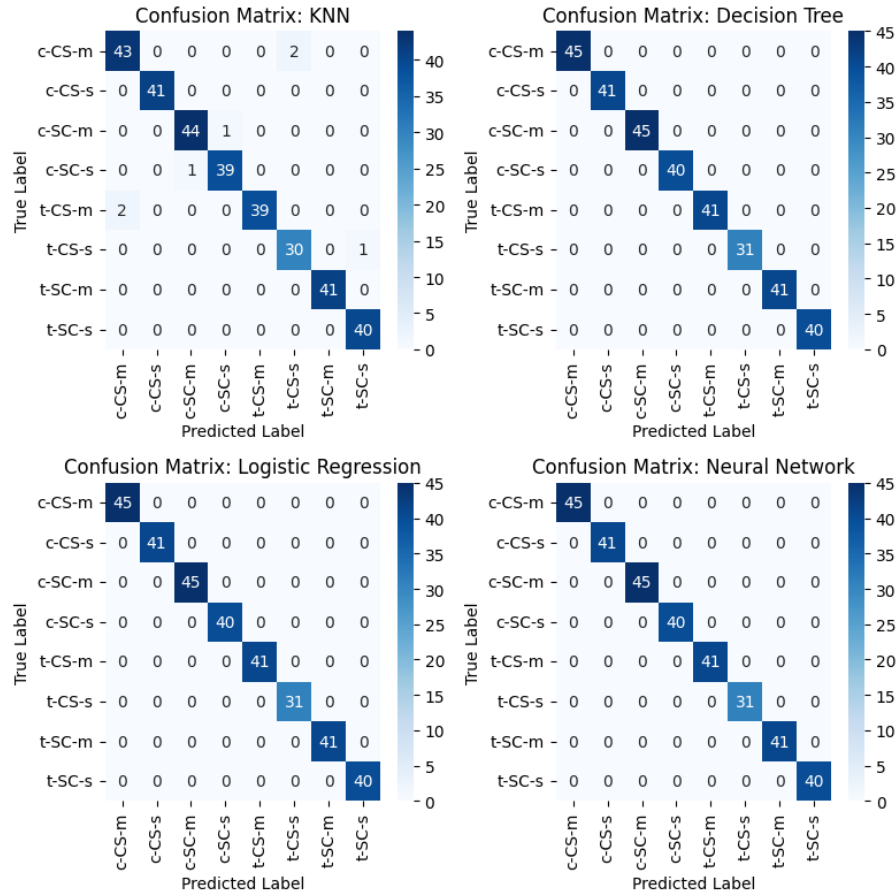 Confusion Matrix: KNN
c-CS-m 43 0 0 0 0 2 0 0
c-CS-s 0 41 0 0 0 0 0 0
c-SC-m 0 0 44 1 0 0 0 0
c-SC-s 0 0 1 39 0 0 0 0
t-CS-m 2 0 0 0 39 0 0 0
t-CS-s 0 0 0 0 0 30 0 1
t-SC-m 0 0 0 0 0 0 41 0
t-SC-s 0 0 0 0 0 0 0 40
True Label
c-CS-m c-CS-s c-SC-m c-SC-s t-CS-m t-CS-s t-SC-m t-SC-s
Predicted Label
40
35
30
25
20
15
10
5
0
Confusion Matrix: Decision Tree
c-CS-m 45 0 0 0 0 0 0 0
c-CS-s 0 41 0 0 0 0 0 0
c-SC-m 0 0 45 0 0 0 0 0
c-SC-s 0 0 0 40 0 0 0 0
t-CS-m 0 0 0 0 41 0 0 0
t-CS-s 0 0 0 0 0 31 0 0
t-SC-m 0 0 0 0 0 0 41 0
t-SC-s 0 0 0 0 0 0 0 40
True Label
c-CS-m c-CS-s c-SC-m c-SC-s t-CS-m t-CS-s t-SC-m t-SC-s
Predicted Label
45
40
35
30
25
20
15
10
5
0
Confusion Matrix: Logistic Regression
c-CS-m 45 0 0 0 0 0 0 0
c-CS-s 0 41 0 0 0 0 0 0
c-SC-m 0 0 45 0 0 0 0 0
c-SC-s 0 0 0 40 0 0 0 0
t-CS-m 0 0 0 0 41 0 0 0
t-CS-s 0 0 0 0 0 31 0 0
t-SC-m 0 0 0 0 0 0 41 0
t-SC-s 0 0 0 0 0 0 0 40
True Label
c-CS-m c-CS-s c-SC-m c-SC-s t-CS-m t-CS-s t-SC-m t-SC-s
Predicted Label
45
40
35
30
25
20
15
10
5
0
Confusion Matrix: Neural Network
c-CS-m 45 0 0 0 0 0 0 0
c-CS-s 0 41 0 0 0 0 0 0
c-SC-m 0 0 45 0 0 0 0 0
c-SC-s 0 0 0 40 0 0 0 0
t-CS-m 0 0 0 0 41 0 0 0
t-CS-s 0 0 0 0 0 31 0 0
t-SC-m 0 0 0 0 0 0 41 0
t-SC-s 0 0 0 0 0 0 0 40
True Label
c-CS-m c-CS-s c-SC-m c-SC-s t-CS-m t-CS-s t-SC-m t-SC-s
Predicted Label
45
40
35
30
25
20
15
10
5
0